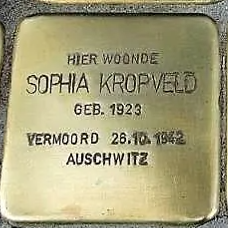 HIER WOONDE
SOPHIA KROPVELD
GEB. 1923
VERMOORD 26.10.1942
AUSCHWITZ